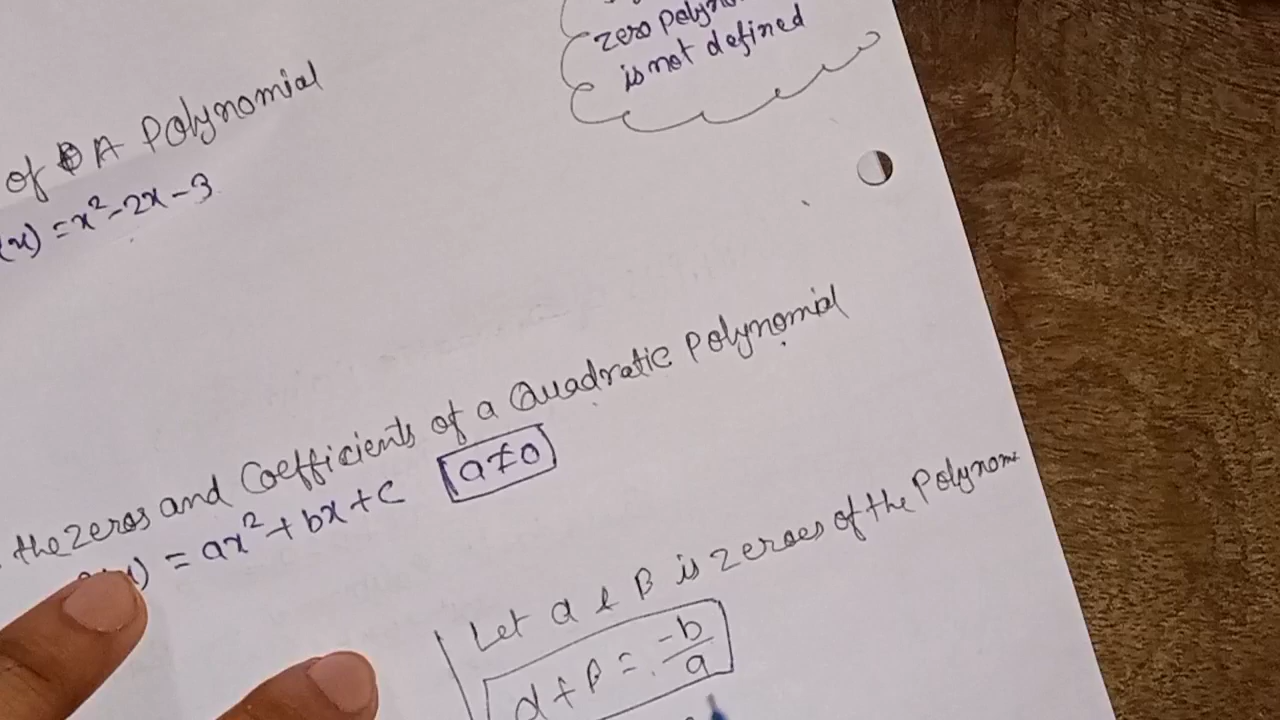 zero Polyno
is not defined
of A Polynomial
(x) = x² - 2x - 3
the zeros and Coefficients of a Quadratic Polynomial
= ax² + bx + c a ≠ 0
Let α & β is zeroes of the Polynom
α + β = -b/a